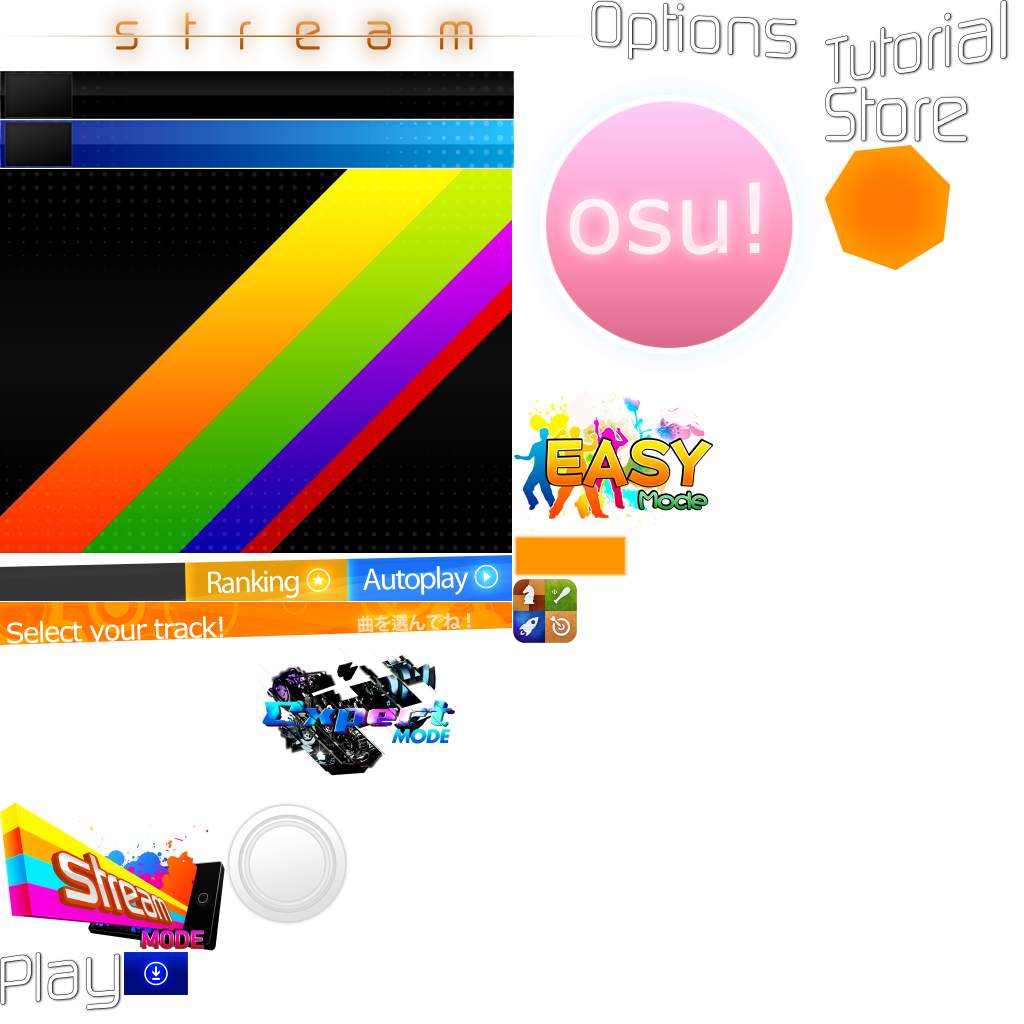 stream
Options
Tutorial
Store
osu!
EASY
Mode
Ranking
Autoplay
Select your track!
曲を選んでね！
Expert
MODE
Stream
MODE
Play